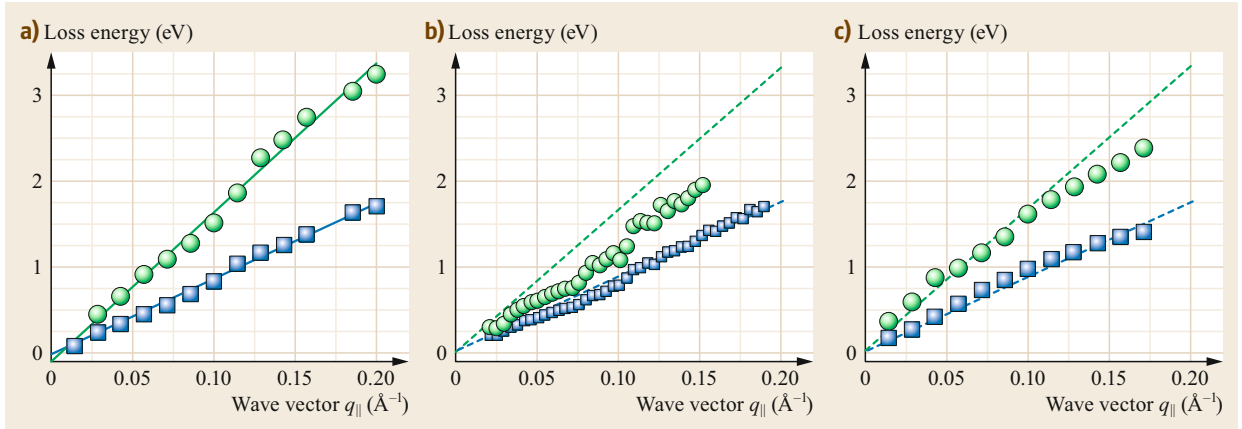 a) Loss energy (eV)
3
2
1
0
0 0.05 0.10 0.15 0.20
Wave vector q|| (Å–1)
b) Loss energy (eV)
3
2
1
0
0 0.05 0.10 0.15 0.20
Wave vector q|| (Å–1)
c) Loss energy (eV)
3
2
1
0
0 0.05 0.10 0.15 0.20
Wave vector q|| (Å–1)